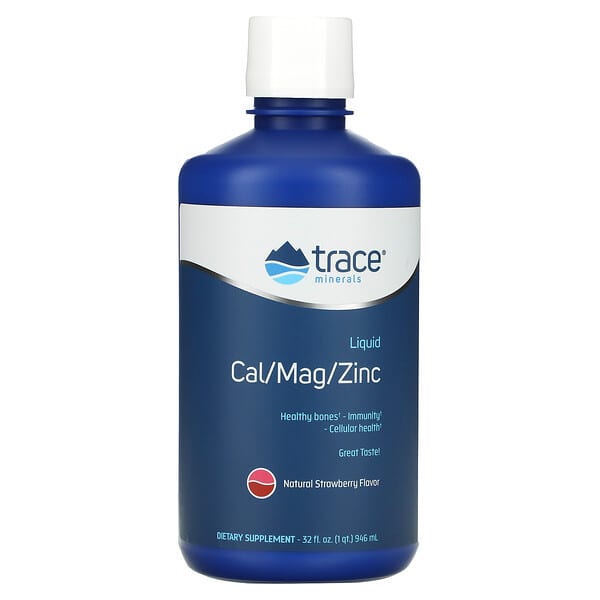 trace®
minerals
Liquid
Cal/Mag/Zinc
Healthy bones† - Immunity†
- Cellular health†
Great Taste!
Natural Strawberry Flavor
DIETARY SUPPLEMENT - 32 fl. oz. (1 qt.) 946 mL